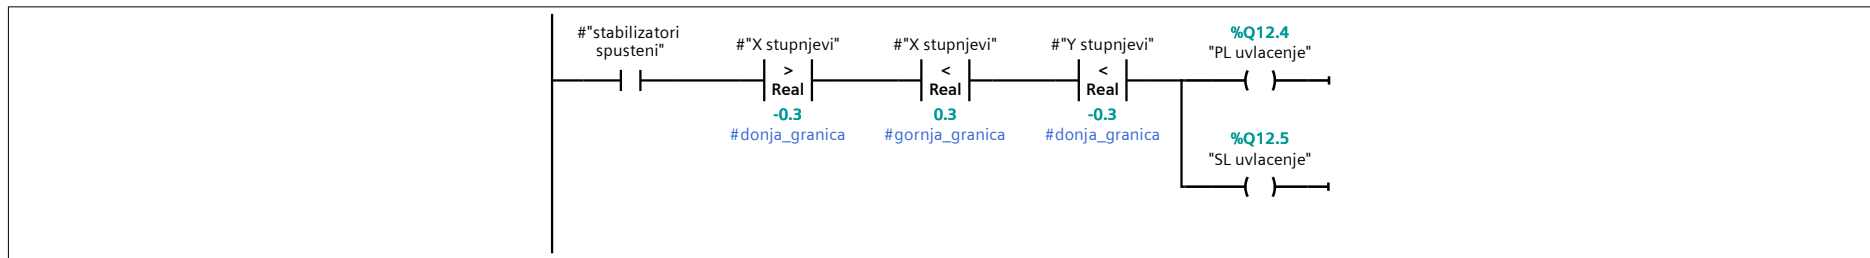 #"stabilizatori
spusteni"
#"X stupnjevi"
>
Real
-0.3
#donja_granica
#"X stupnjevi"
<
Real
0.3
#gornja_granica
#"Y stupnjevi"
<
Real
-0.3
#donja_granica
%Q12.4
"PL uvlacenje"
%Q12.5
"SL uvlacenje"